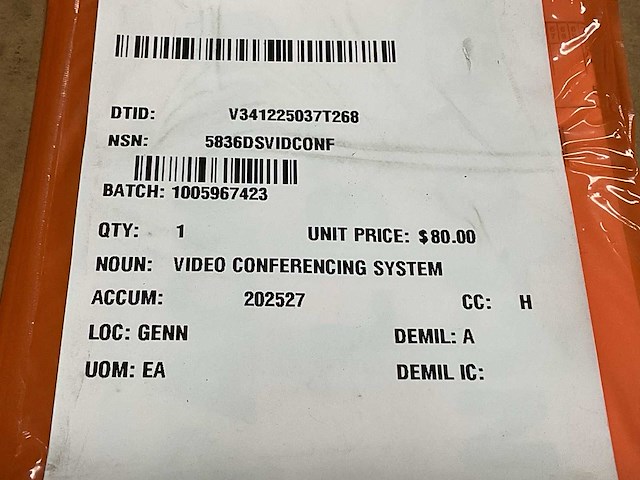 DTID: V341225037T268
NSN: 5836DSVIDCONF
BATCH: 1005967423
QTY: 1 UNIT PRICE: $80.00
NOUN: VIDEO CONFERENCING SYSTEM
ACCUM: 202527 CC: H
LOC: GENN DEMIL: A
UOM: EA DEMIL IC: